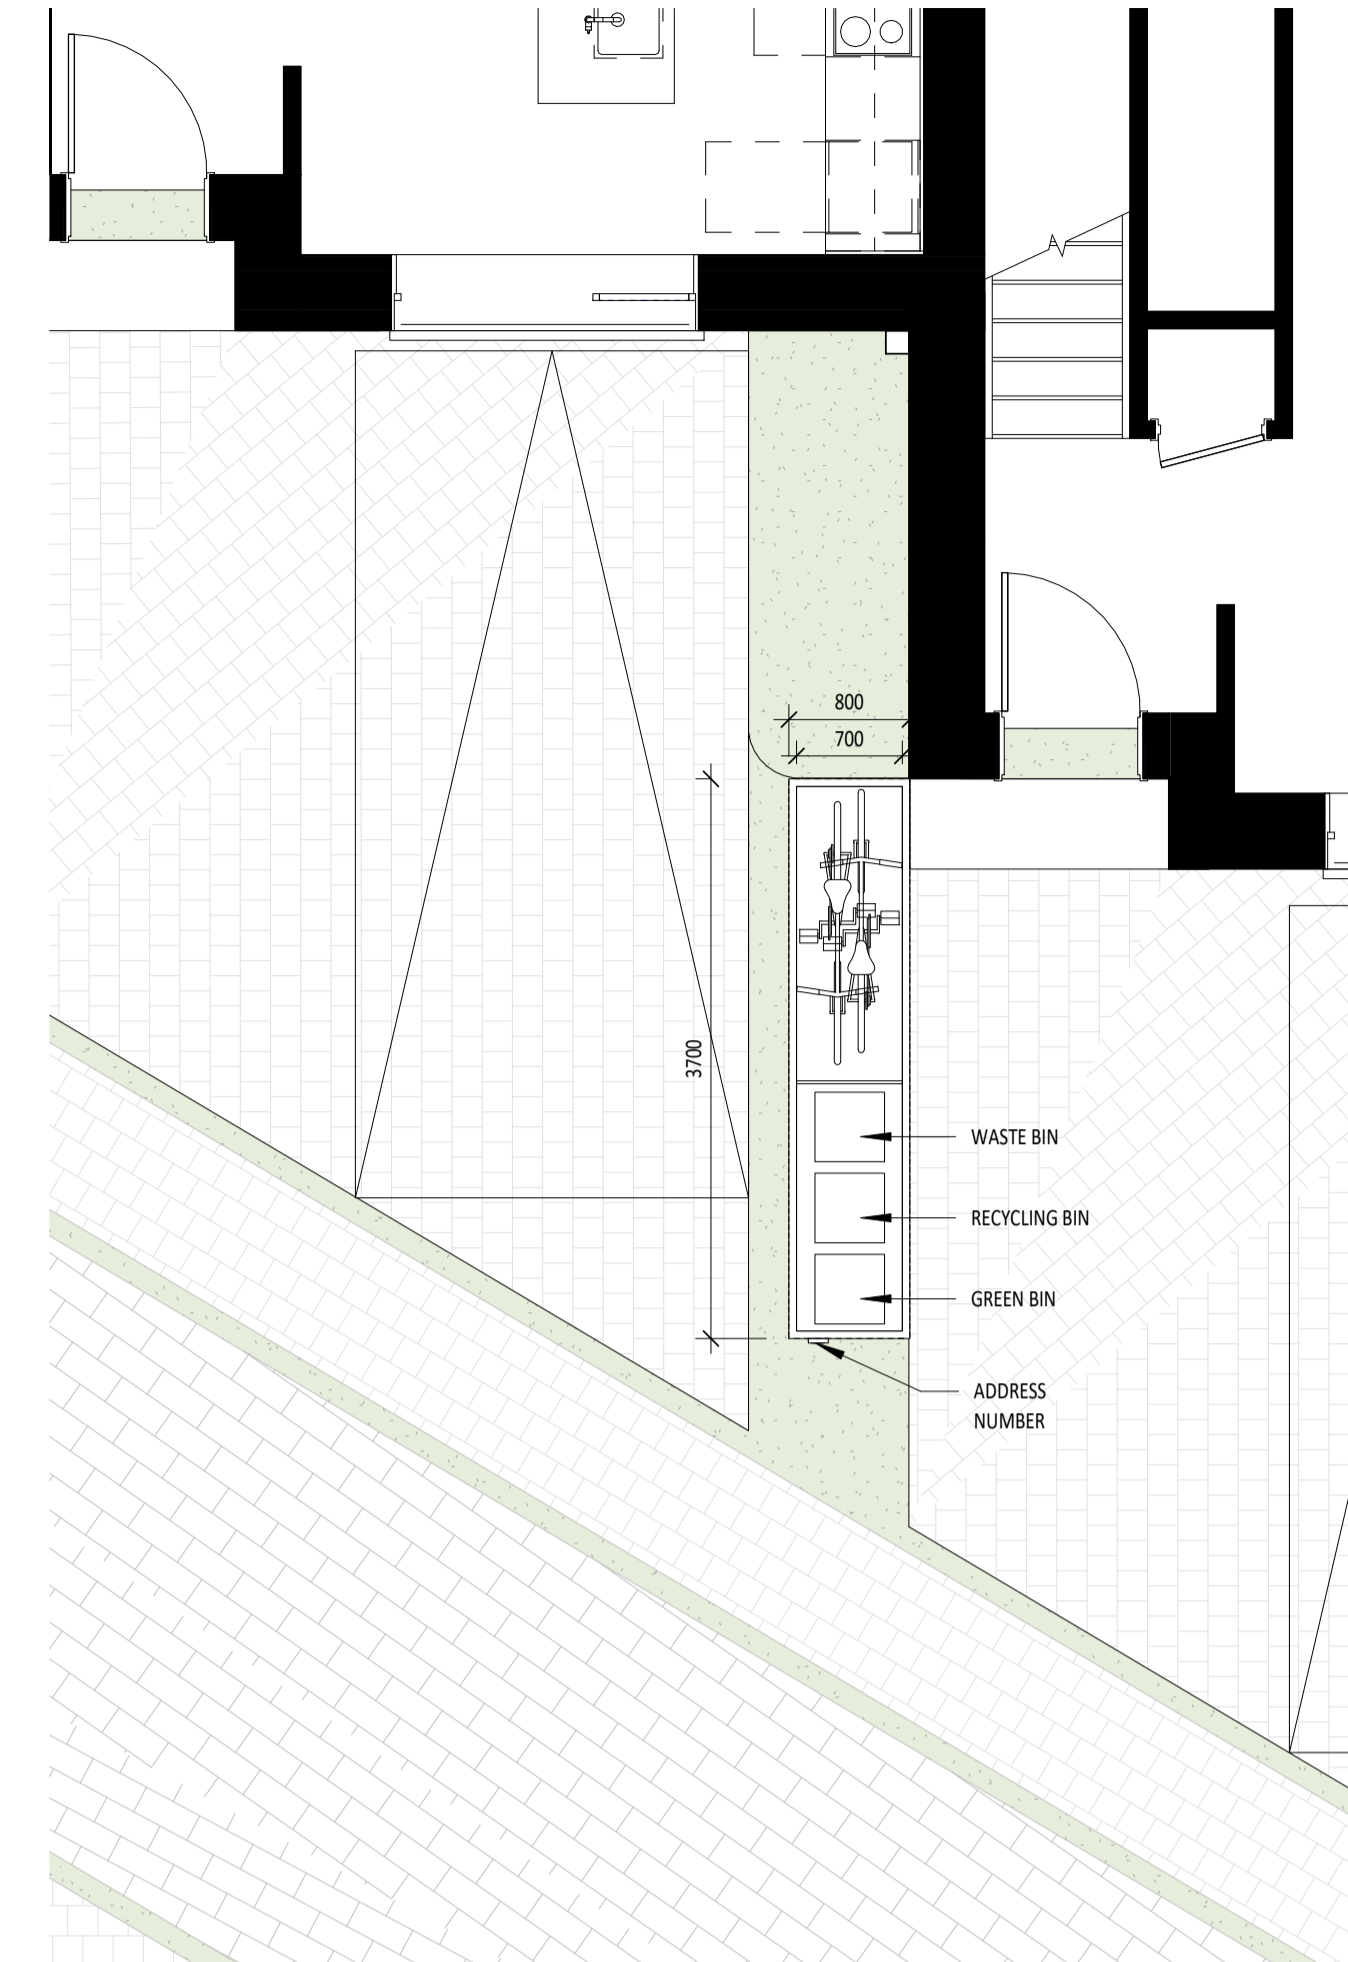 800
700
3700
WASTE BIN
RECYCLING BIN
GREEN BIN
ADDRESS
NUMBER